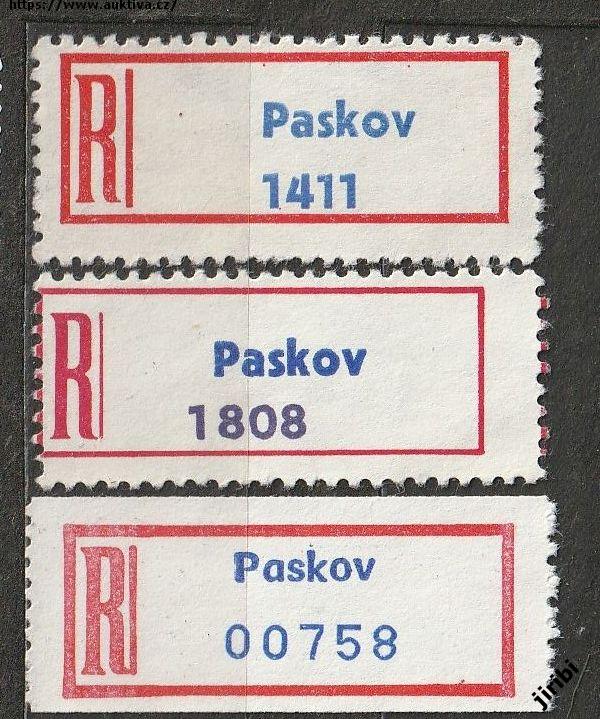 https://www.auktiva.cz/
R
Paskov
1411
R
Paskov
1808
R
Paskov
00758
jiribi